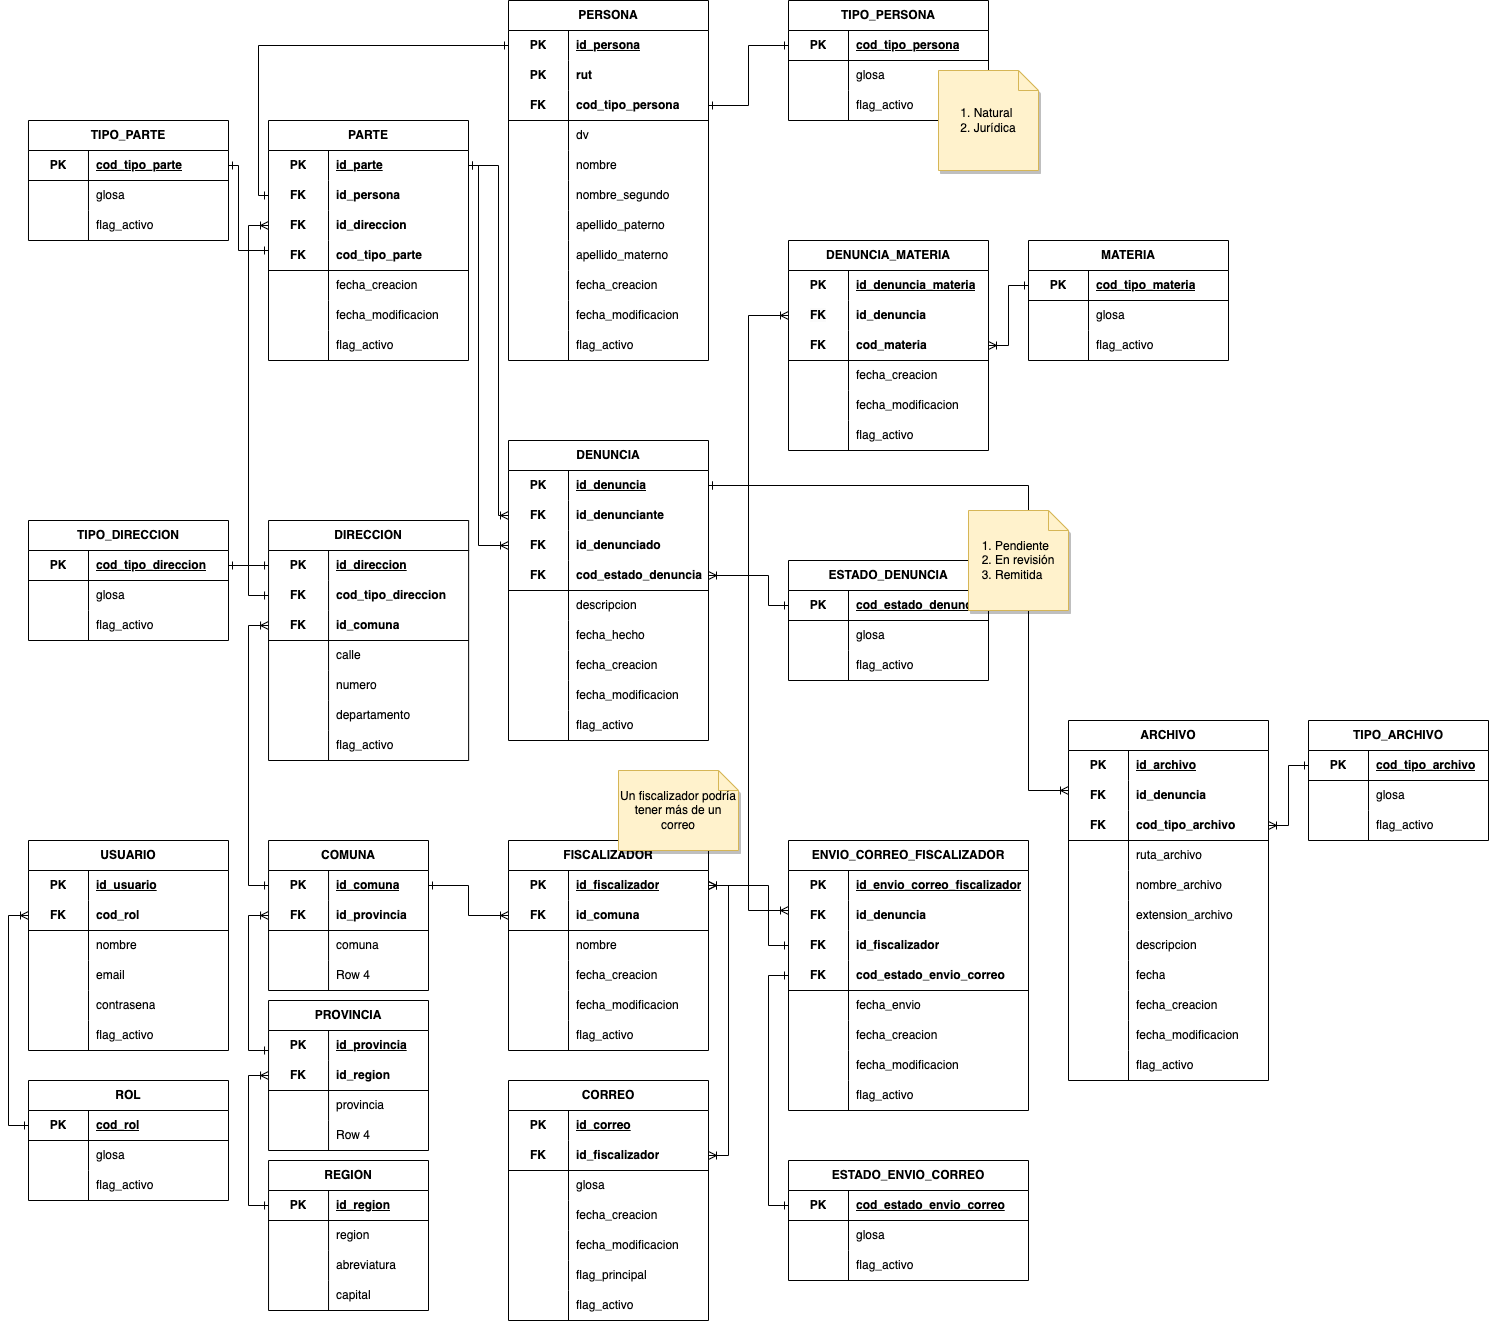 PERSONA
PK id_persona
PK rut
FK cod_tipo_persona
dv
nombre
nombre_segundo
apellido_paterno
apellido_materno
fecha_creacion
fecha_modificacion
flag_activo
TIPO_PERSONA
PK cod_tipo_persona
glosa
flag_activo
1. Natural
2. Jurídica
TIPO_PARTE
PK cod_tipo_parte
glosa
flag_activo
PARTE
PK id_parte
FK id_persona
FK id_direccion
FK cod_tipo_parte
fecha_creacion
fecha_modificacion
flag_activo
DENUNCIA_MATERIA
PK id_denuncia_materia
FK id_denuncia
FK cod_materia
fecha_creacion
fecha_modificacion
flag_activo
MATERIA
PK cod_tipo_materia
glosa
flag_activo
DENUNCIA
PK id_denuncia
FK id_denunciante
FK id_denunciado
FK cod_estado_denuncia
descripcion
fecha_hecho
fecha_creacion
fecha_modificacion
flag_activo
TIPO_DIRECCION
PK cod_tipo_direccion
glosa
flag_activo
DIRECCION
PK id_direccion
FK cod_tipo_direccion
FK id_comuna
calle
numero
departamento
flag_activo
ESTADO_DENUNCIA
PK cod_estado_denunc
glosa
flag_activo
1. Pendiente
2. En revisión
3. Remitida
ARCHIVO
PK id_archivo
FK id_denuncia
FK cod_tipo_archivo
ruta_archivo
nombre_archivo
extension_archivo
descripcion
fecha
fecha_creacion
fecha_modificacion
flag_activo
TIPO_ARCHIVO
PK cod_tipo_archivo
glosa
flag_activo
Un fiscalizador podría
tener más de un
correo
USUARIO
PK id_usuario
FK cod_rol
nombre
email
contrasena
flag_activo
COMUNA
PK id_comuna
FK id_provincia
comuna
Row 4
FISCALIZADOR
PK id_fiscalizador
FK id_comuna
nombre
fecha_creacion
fecha_modificacion
flag_activo
ENVIO_CORREO_FISCALIZADOR
PK id_envio_correo_fiscalizador
FK id_denuncia
FK id_fiscalizador
FK cod_estado_envio_correo
fecha_envio
fecha_creacion
fecha_modificacion
flag_activo
PROVINCIA
PK id_provincia
FK id_region
provincia
Row 4
ROL
PK cod_rol
glosa
flag_activo
CORREO
PK id_correo
FK id_fiscalizador
glosa
fecha_creacion
fecha_modificacion
flag_principal
flag_activo
REGION
PK id_region
region
abreviatura
capital
ESTADO_ENVIO_CORREO
PK cod_estado_envio_correo
glosa
flag_activo